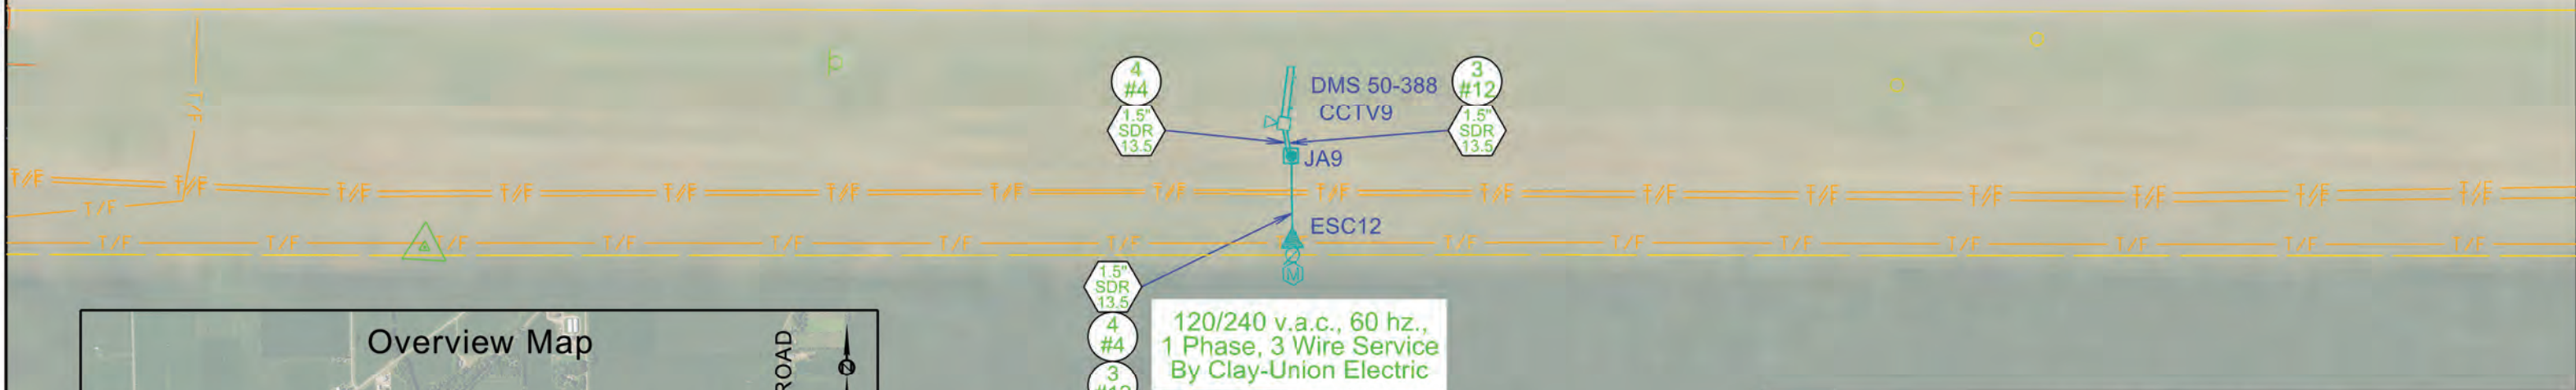 4
#4
1.5"
SDR
13.5
DMS 50-388
CCTV9
3
#12
1.5"
SDR
13.5
JA9
T/F
T/F T/F T/F T/F T/F T/F T/F T/F T/F T/F T/F T/F T/F T/F T/F T/F
T/F
T/F T/F T/F T/F T/F T/F T/F T/F T/F T/F T/F T/F T/F T/F
ESC12
M
1.5"
SDR
13.5
4
#4
3
#12
120/240 v.a.c., 60 hz.,
1 Phase, 3 Wire Service
By Clay-Union Electric
Overview Map
ROAD